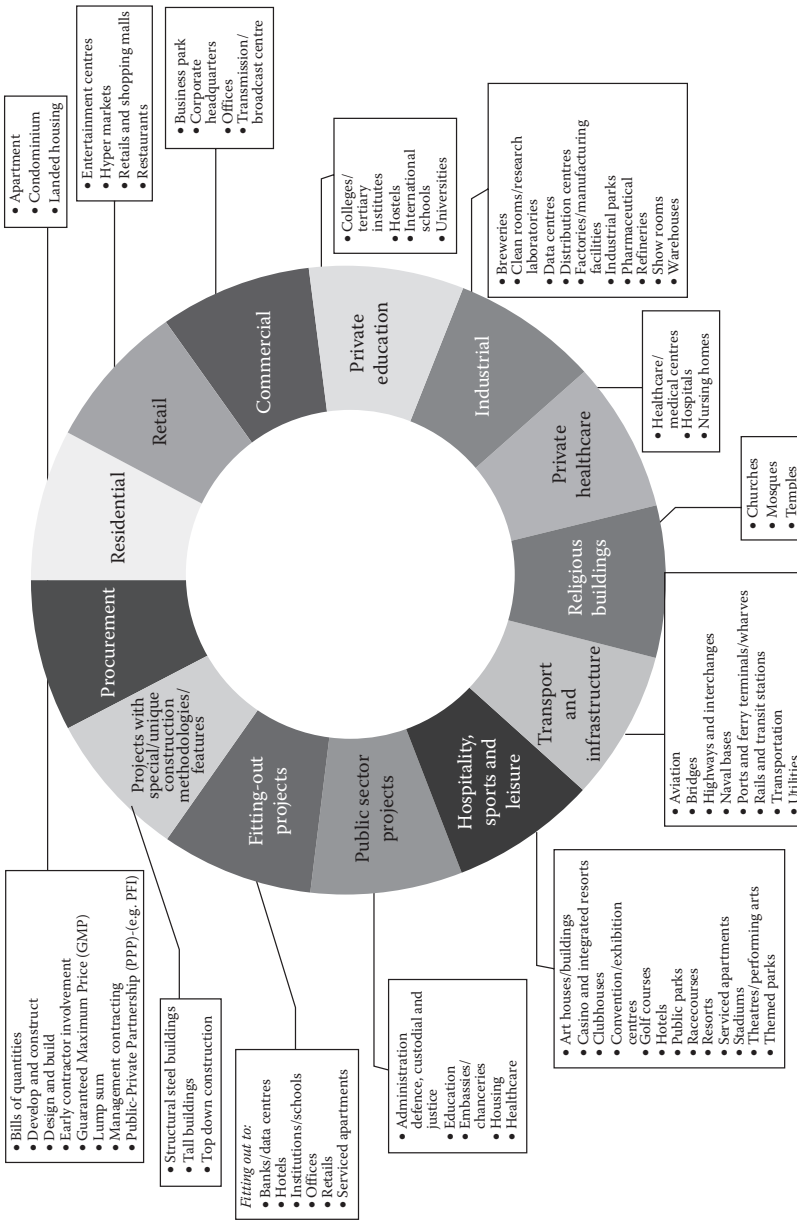 • Apartment
• Condominium
• Landed housing
• Entertainment centres
• Hyper markets
• Retails and shopping malls
• Restaurants
• Business park
• Corporate
headquarters
• Offices
• Transmission/
broadcast centre
• Colleges/
tertiary
institutes
• Hostels
• International
schools
• Universities
• Breweries
• Clean rooms/research
laboratories
• Data centres
• Distribution centres
• Factories/manufacturing
facilities
• Industrial parks
• Pharmaceutical
• Refineries
• Show rooms
• Warehouses
• Healthcare/
medical centres
• Hospitals
• Nursing homes
• Churches
• Mosques
• Temples
• Aviation
• Bridges
• Highways and interchanges
• Naval bases
• Ports and ferry terminals/wharves
• Rails and transit stations
• Transportation
• Utilities
• Art houses/buildings
• Casino and integrated resorts
• Clubhouses
• Convention/exhibition
centres
• Golf courses
• Hotels
• Public parks
• Racecourses
• Resorts
• Serviced apartments
• Stadiums
• Theatres/performing arts
• Themed parks
• Administration
defence, custodial and
justice
• Education
• Embassies/
chanceries
• Housing
• Healthcare
Fitting out to:
• Banks/data centres
• Hotels
• Institutions/schools
• Offices
• Retails
• Serviced apartments
• Structural steel buildings
• Tall buildings
• Top down construction
• Bills of quantities
• Develop and construct
• Design and build
• Early contractor involvement
• Guaranteed Maximum Price (GMP)
• Lump sum
• Management contracting
• Public-Private Partnership (PPP)-(e.g. PFI)
Residential
Retail
Commercial
Private
education
Industrial
Private
healthcare
Religious
buildings
Transport
and
infrastructure
Hospitality,
sports and
leisure
Public sector
projects
Fitting-out
projects
Projects with
special/unique
construction
methodologies/
features
Procurement